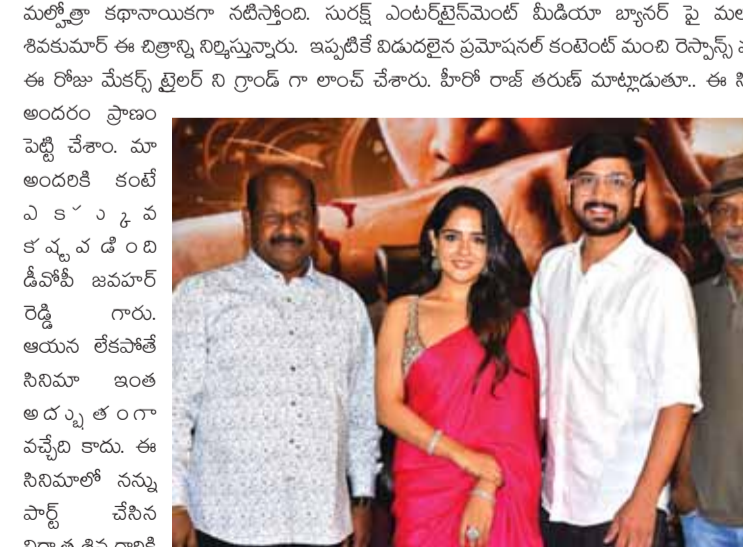 మల్హోత్రా కథానాయికగా నటిస్తోంది. సురక్ష్ ఎంటర్‌టైన్‌మెంట్ మీడియా బ్యానర్ పై
శివకుమార్ ఈ చిత్రాన్ని నిర్మిస్తున్నారు. ఇప్పటికే విడుదలైన ప్రమోషనల్ కంటెంట్ మంచి రెస్పాన్స్
ఈ రోజు మేకర్స్ ట్రైలర్ ని గ్రాండ్ గా లాంచ్ చేశారు. హీరో రాజ్ తరుణ్ మాట్లాడుతూ.. ఈ
అందరం ప్రాణం
పెట్టి చేశాం. మా
అందరికి కంటే
ఎక్కువ
కష్టపడింది
డీవోపీ జవహర్
రెడ్డి గారు.
ఆయన లేకపోతే
సినిమా ఇంత
అద్భుతంగా
వచ్చేది కాదు. ఈ
సినిమాలో నన్ను
పార్ట్ చేసిన